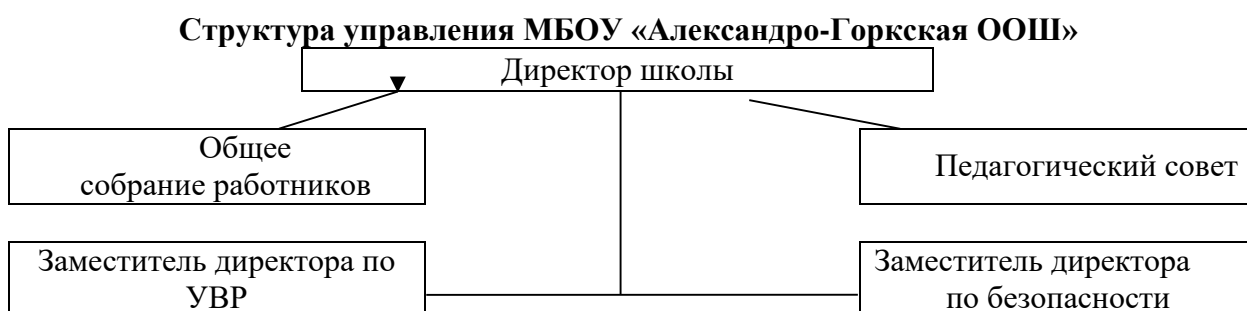 Структура управления МБОУ «Александро-Горкская ООШ»
Директор школы
Общее
собрание работников
Педагогический совет
Заместитель директора по
УВР
Заместитель директора
по безопасности